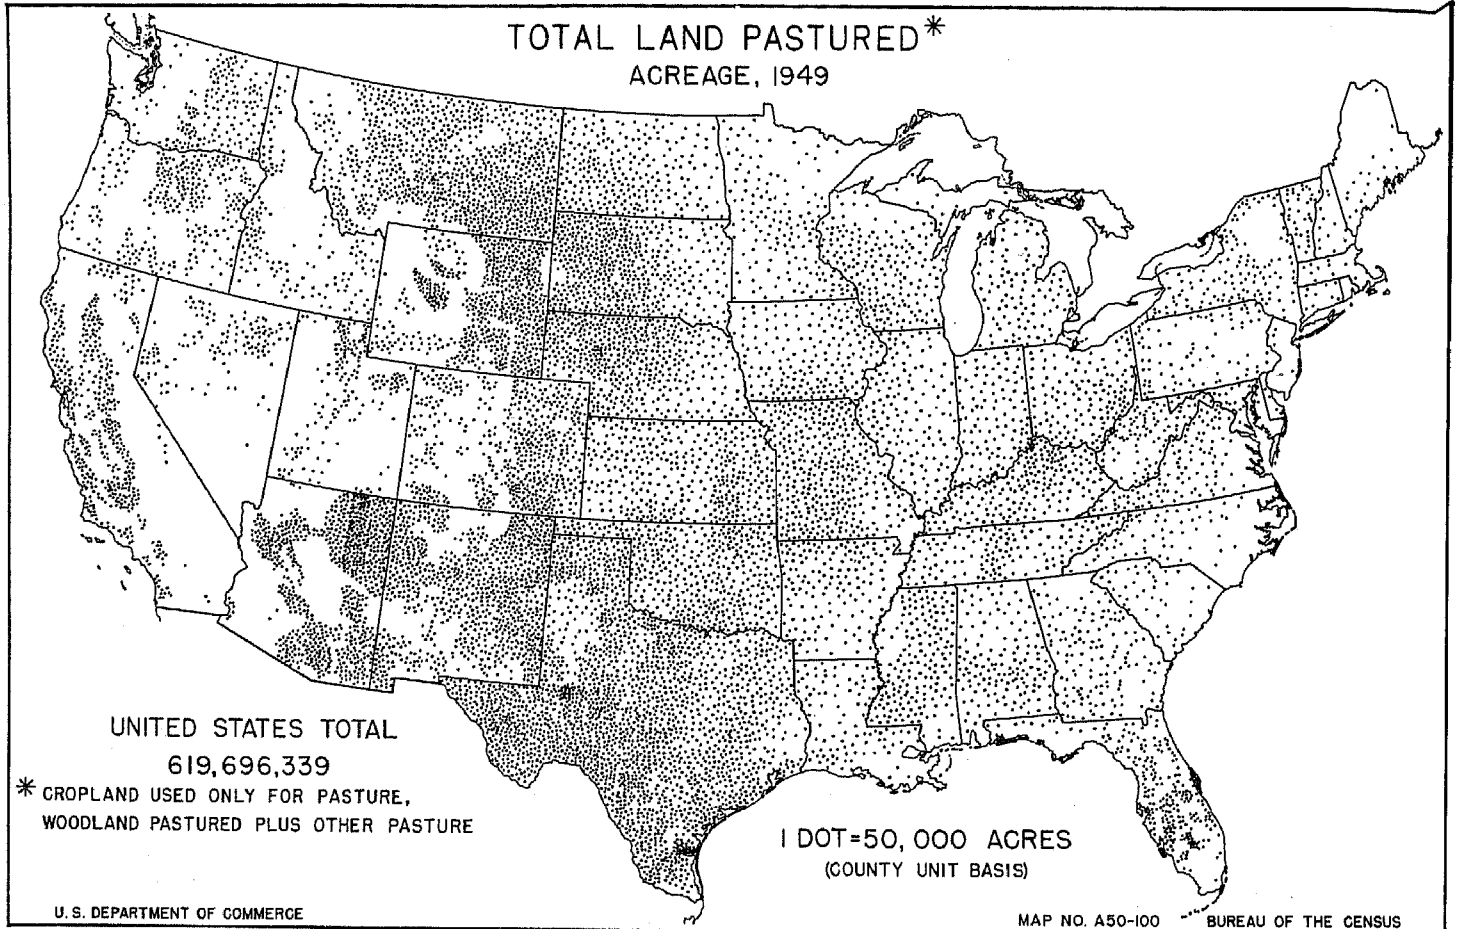 TOTAL LAND PASTURED*
ACREAGE, 1949
UNITED STATES TOTAL
619,696,339
* CROPLAND USED ONLY FOR PASTURE,
WOODLAND PASTURED PLUS OTHER PASTURE
1 DOT=50,000 ACRES
(COUNTY UNIT BASIS)
U. S. DEPARTMENT OF COMMERCE
MAP NO. A50-100 BUREAU OF THE CENSUS